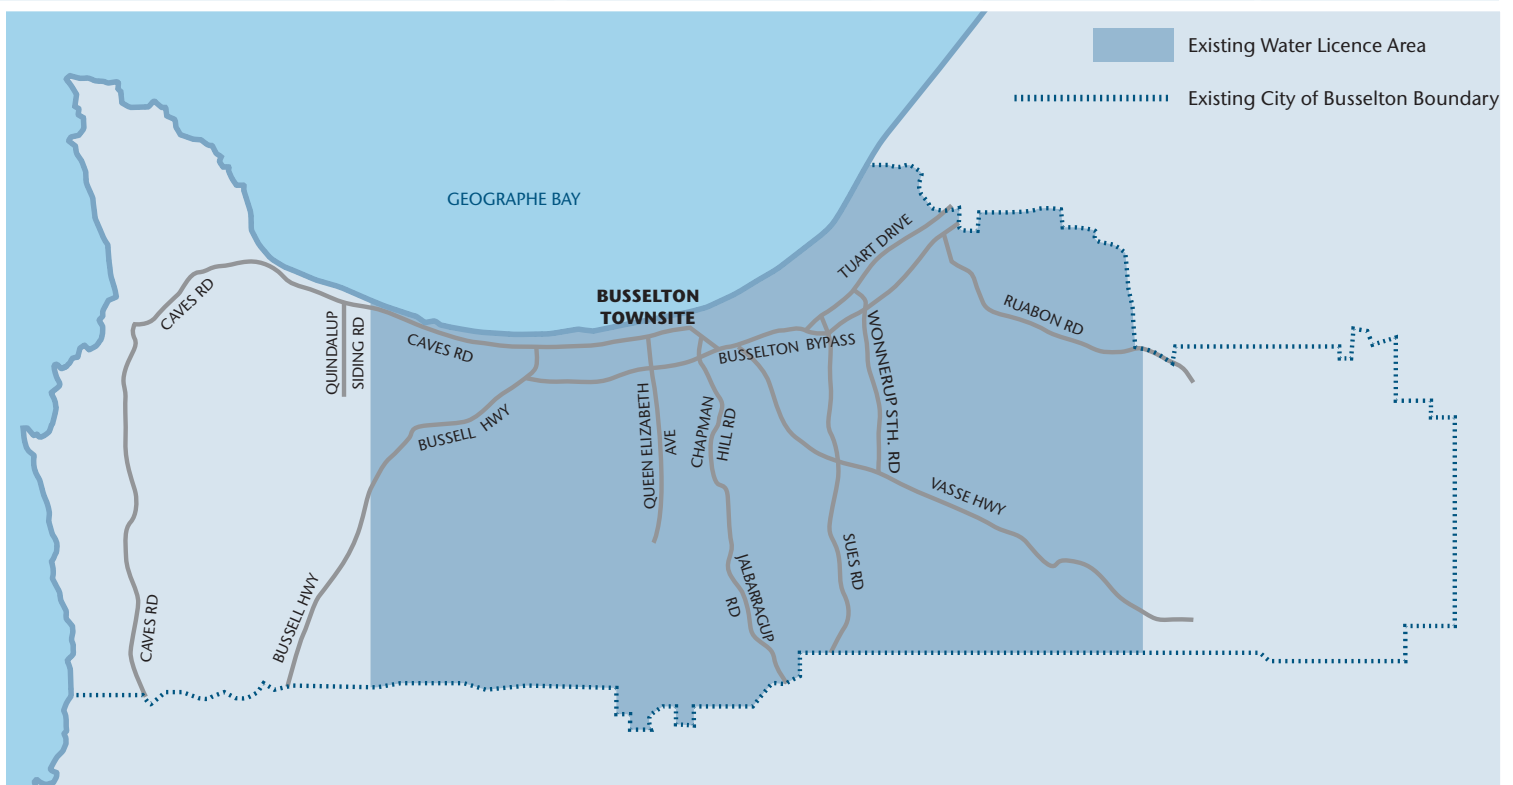 Existing Water Licence Area
Existing City of Busselton Boundary
GEOGRAPHE BAY
TUART DRIVE
BUSSELTON
TOWNSITE
CAVES RD
QUINDALUP
SIDING RD
CAVES RD
BUSSELTON BYPASS
RUABON RD
WONNERUP STH. RD
BUSSELL HWY
QUEEN ELIZABETH
AVE
CHAPMAN
HILL RD
VASSE HWY
SUES RD
JALBARRAGUP
RD
CAVES RD
BUSSELL HWY